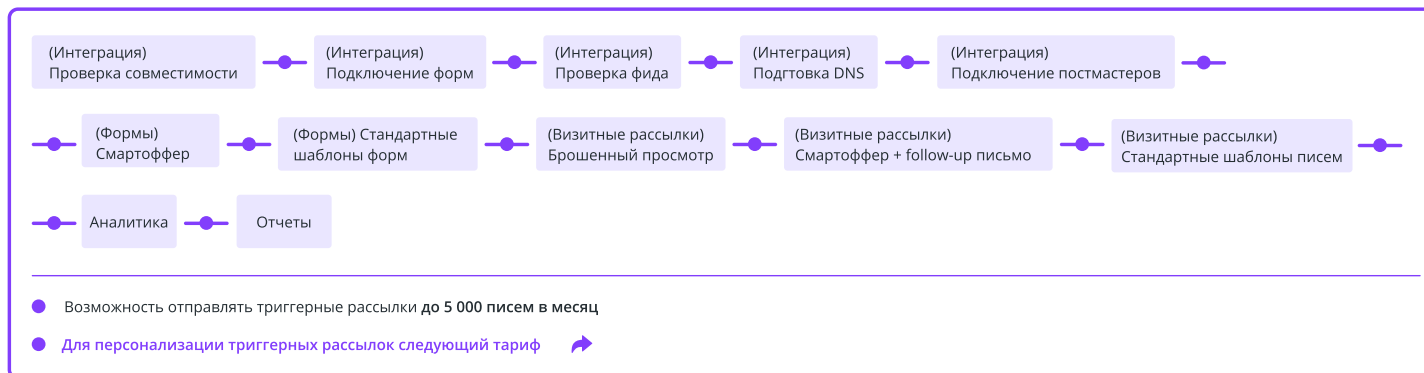 (Интеграция)
Проверка совместимости
(Интеграция)
Подключение форм
(Интеграция)
Проверка фида
(Интеграция)
Подгтовка DNS
(Интеграция)
Подключение постмастеров
(Формы)
Смартоффер
(Формы) Стандартные
шаблоны форм
(Визитные рассылки)
Брошенный просмотр
(Визитные рассылки)
Смартоффер + follow-up письмо
(Визитные рассылки)
Стандартные шаблоны писем
Аналитика
Отчеты
Возможность отправлять триггерные рассылки до 5 000 писем в месяц
Для персонализации триггерных рассылок следующий тариф